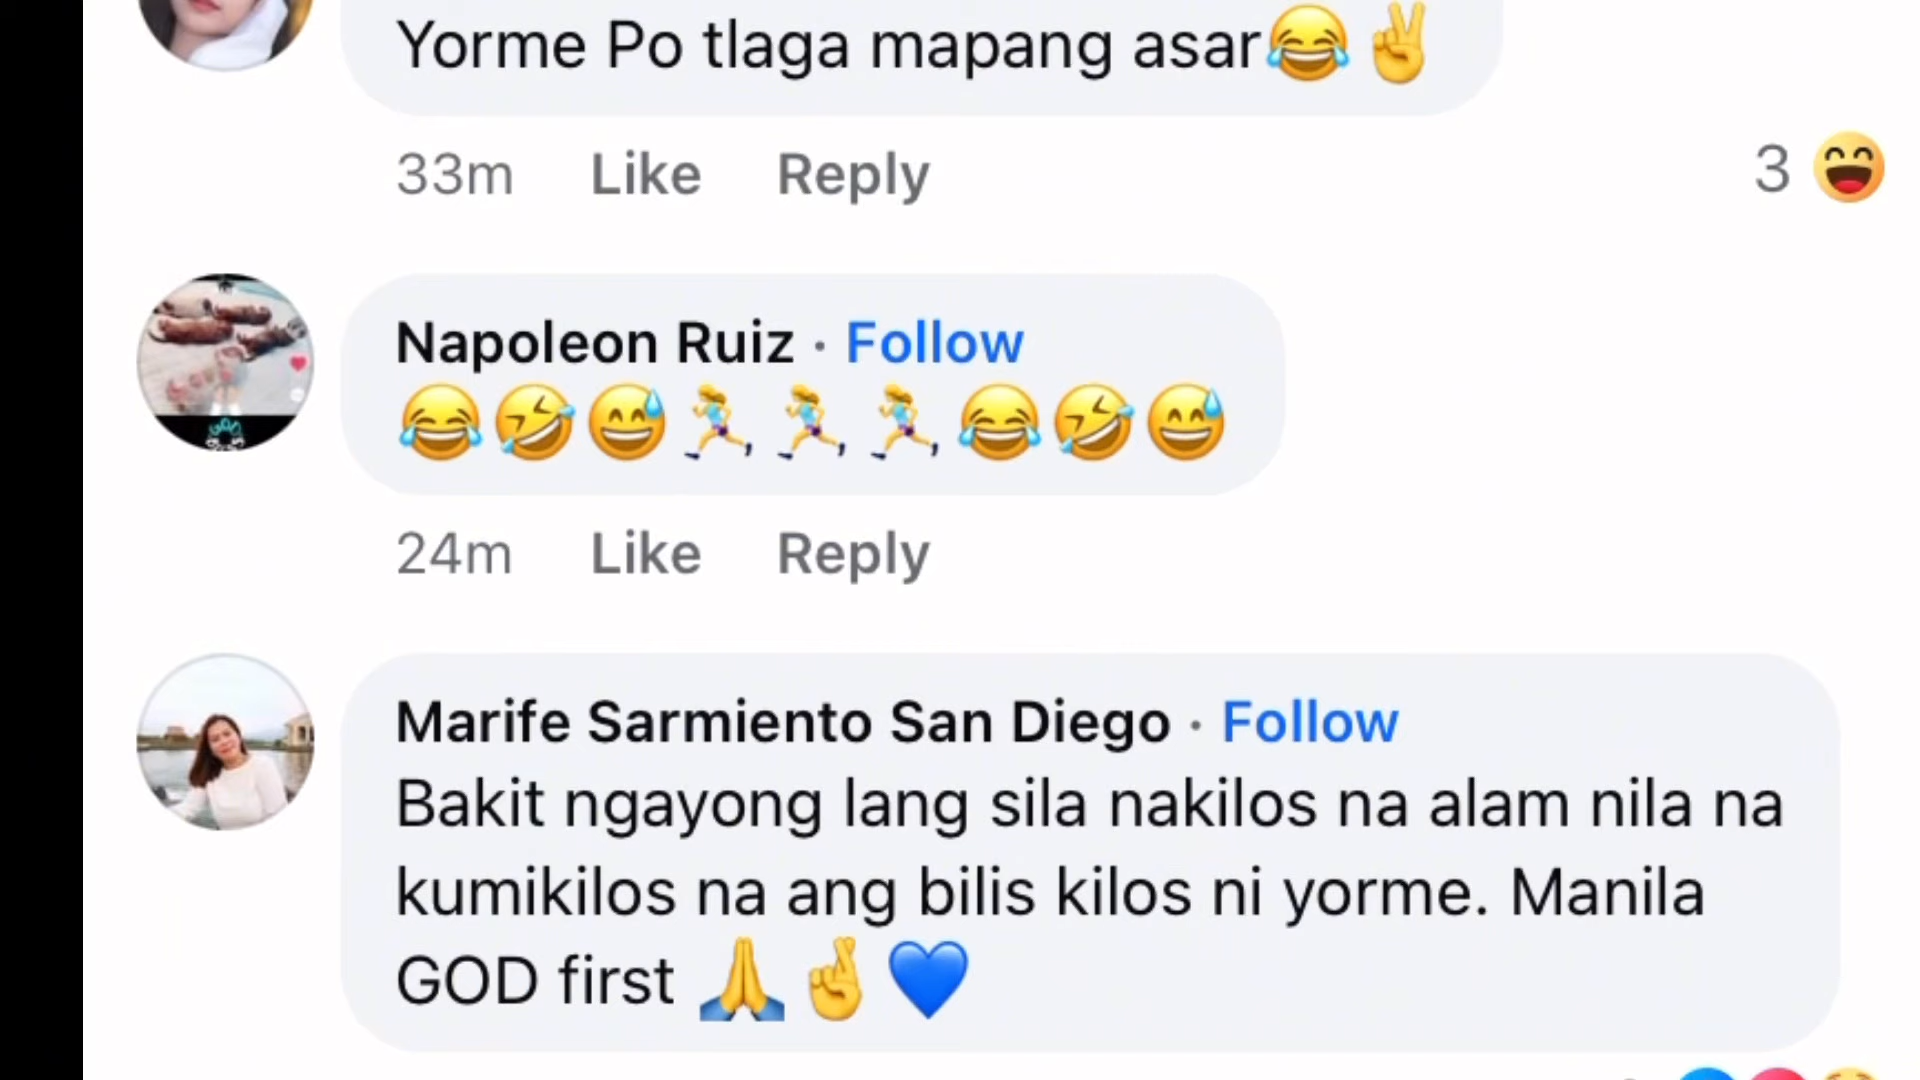 Yorme Po tlaga mapang asar😂✌️
33m Like Reply 3
Napoleon Ruiz · Follow
😂🤣😅🏃‍♀️🏃‍♀️🏃‍♀️😂🤣😅
24m Like Reply
Marife Sarmiento San Diego · Follow
Bakit ngayong lang sila nakilos na alam nila na
kumikilos na ang bilis kilos ni yorme. Manila
GOD first 🙏🤞💙